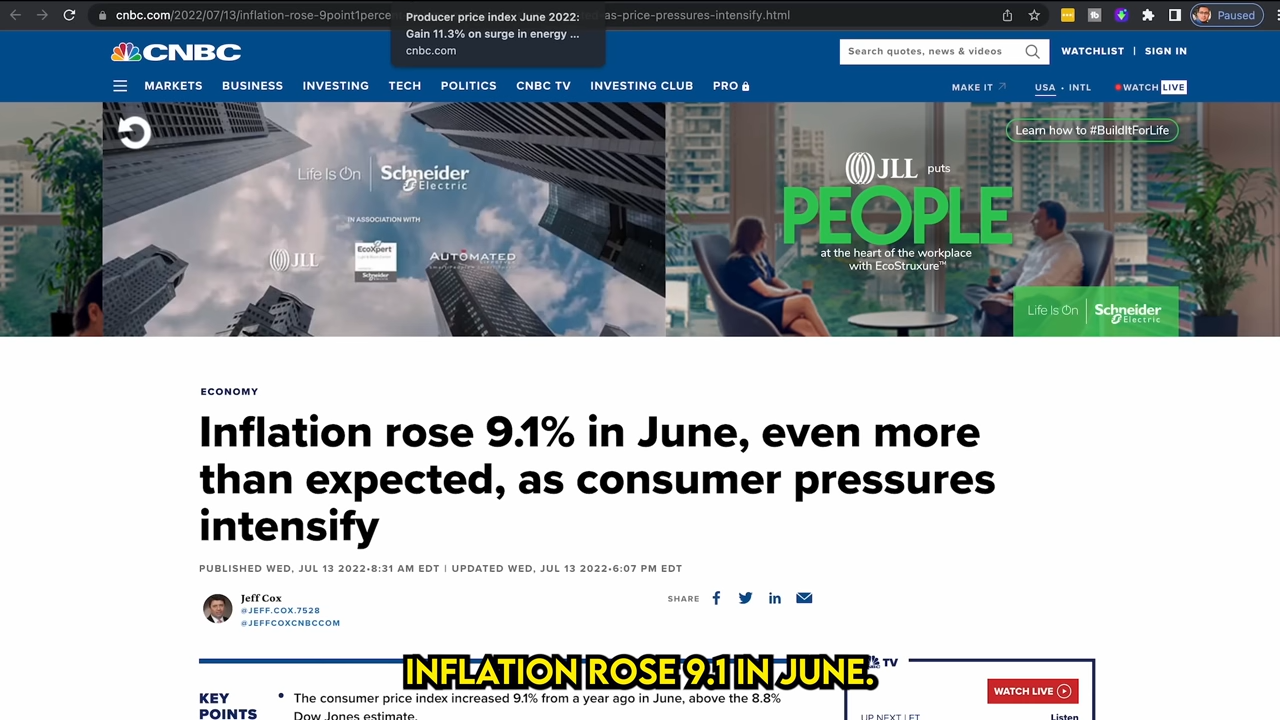 cnbc.com/2022/07/13/inflation-rose-9point1percen
Producer price index June 2022:
Gain 11.3% on surge in energy ...
cnbc.com
-as-price-pressures-intensify.html
Paused
CNBC
Search quotes, news & videos
WATCHLIST | SIGN IN
MARKETS BUSINESS INVESTING TECH POLITICS CNBC TV INVESTING CLUB PRO
MAKE IT USA • INTL WATCH LIVE
Life Is On | Schneider Electric
IN ASSOCIATION WITH
JLL
EcoXpert
Schneider
AUTOMATED
Learn how to #BuildItForLife
JLL puts
PEOPLE
at the heart of the workplace
with EcoStruxure™
Life Is On | Schneider Electric
ECONOMY
Inflation rose 9.1% in June, even more
than expected, as consumer pressures
intensify
PUBLISHED WED, JUL 13 2022•8:31 AM EDT | UPDATED WED, JUL 13 2022•6:07 PM EDT
Jeff Cox
@JEFF.COX.7528
@JEFFCOXCNBCCOM
SHARE
INFLATION ROSE 9.1 IN JUNE.
TV
KEY
POINTS
• The consumer price index increased 9.1% from a year ago in June, above the 8.8%
Dow Jones estimate.
WATCH LIVE
UP NEXT | ET
Listen